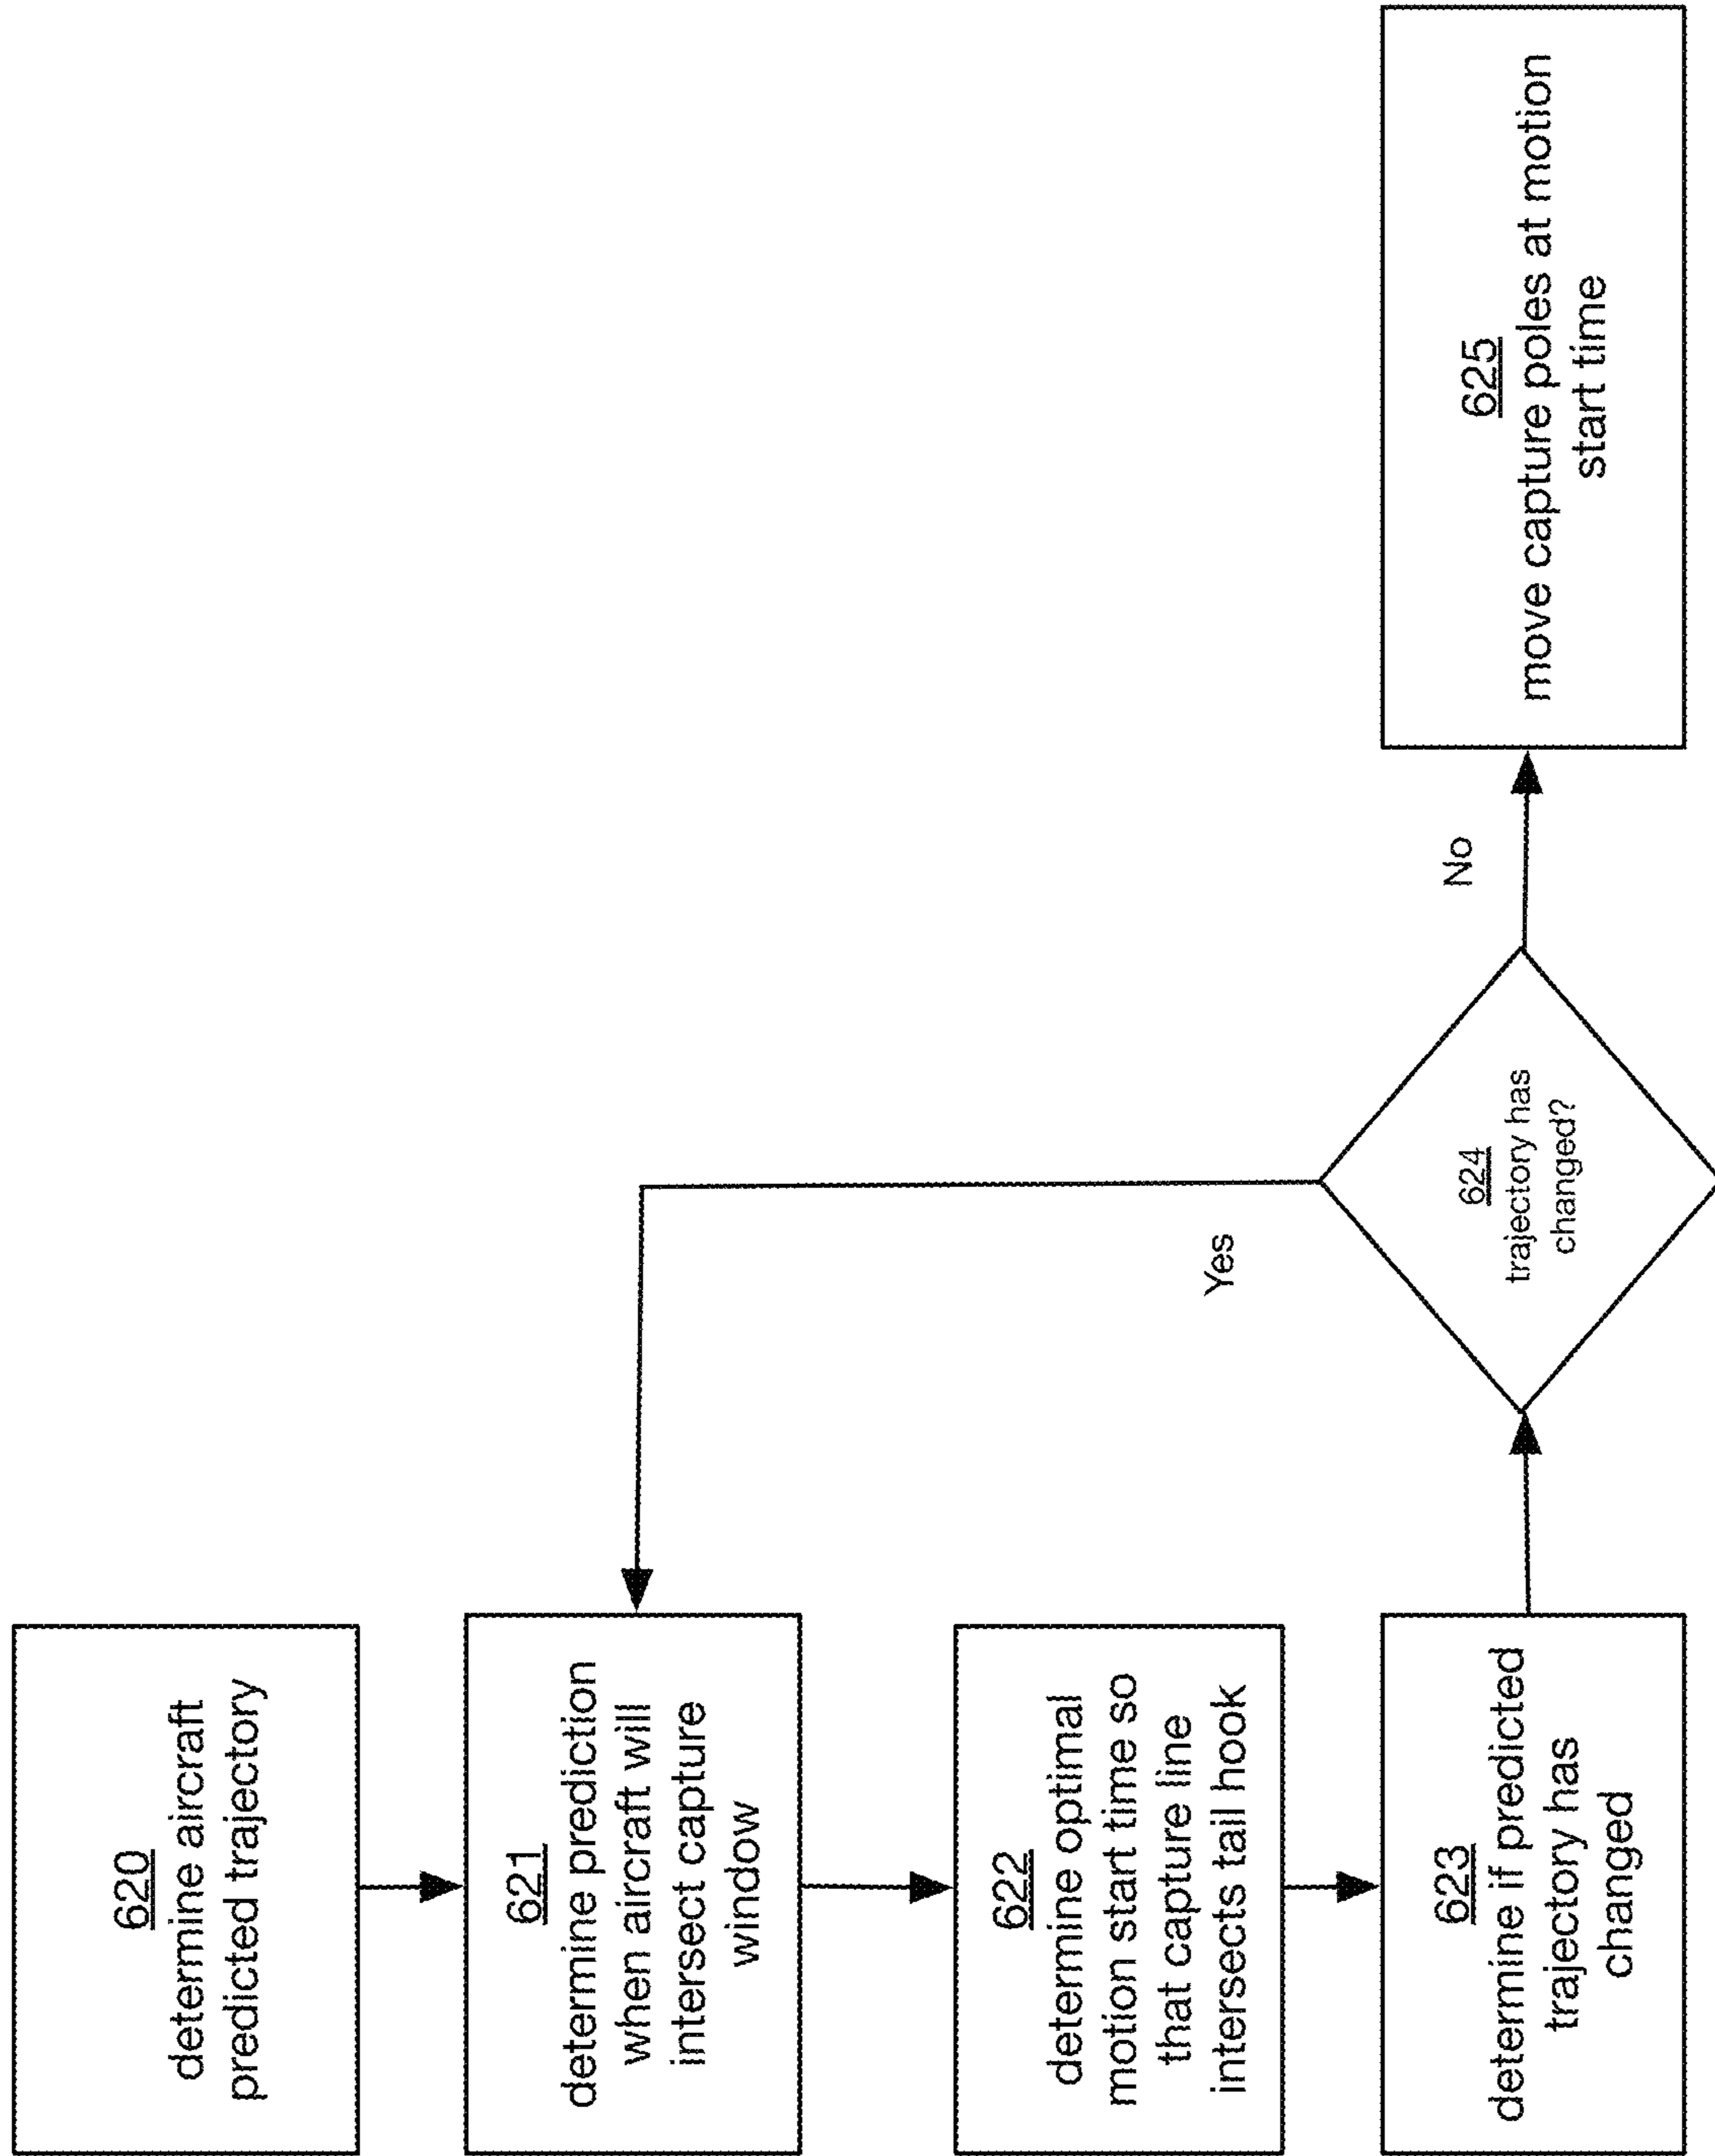 620
determine aircraft
predicted trajectory
621
determine prediction
when aircraft will
intersect capture
window
622
determine optimal
motion start time so
that capture line
intersects tail hook
623
determine if predicted
trajectory has
changed
624
trajectory has
changed?
Yes
No
625
move capture poles at motion
start time